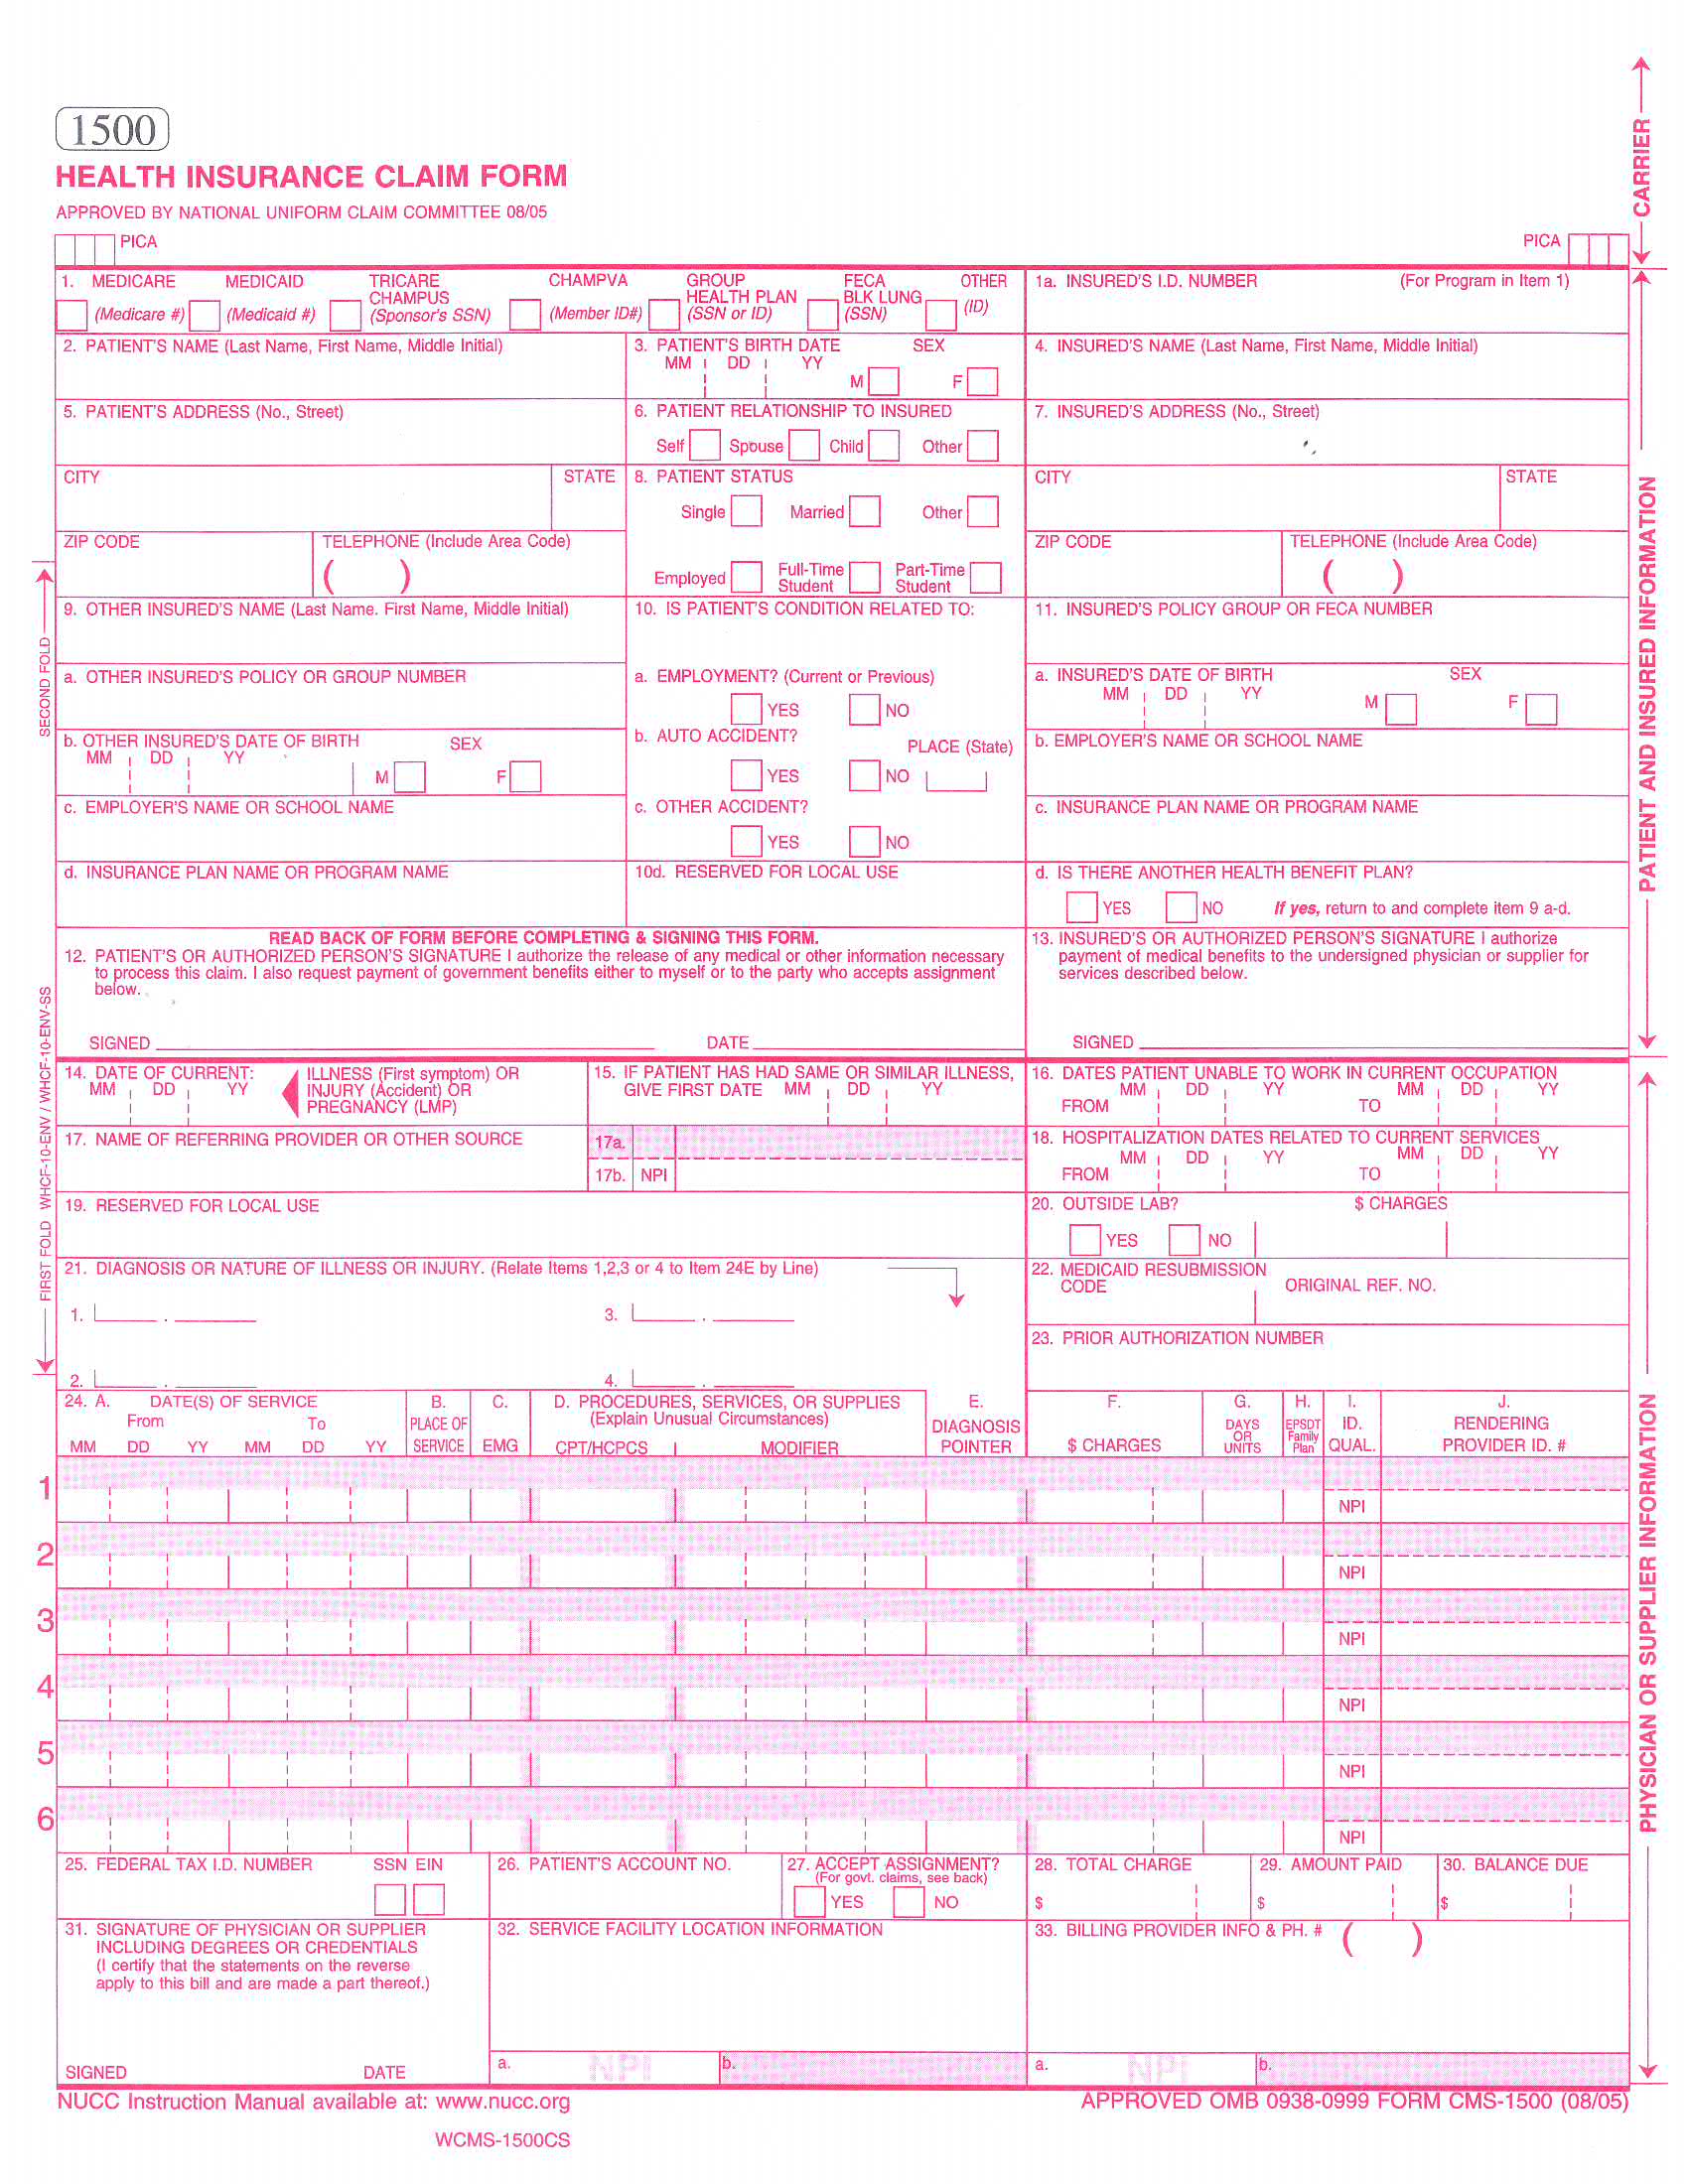 1500
HEALTH INSURANCE CLAIM FORM
APPROVED BY NATIONAL UNIFORM CLAIM COMMITTEE 08/05
PICA
PICA
CARRIER
1. MEDICARE MEDICAID TRICARE CHAMPVA GROUP FECA OTHER
CHAMPUS HEALTH PLAN BLK LUNG
(Medicare #) (Medicaid #) (Sponsor's SSN) (Member ID#) (SSN or ID) (SSN) (ID)
1a. INSURED'S I.D. NUMBER (For Program in Item 1)
2. PATIENT'S NAME (Last Name, First Name, Middle Initial)
3. PATIENT'S BIRTH DATE SEX
MM DD YY
M F
4. INSURED'S NAME (Last Name, First Name, Middle Initial)
5. PATIENT'S ADDRESS (No., Street)
6. PATIENT RELATIONSHIP TO INSURED
Self Spouse Child Other
7. INSURED'S ADDRESS (No., Street)
CITY STATE
8. PATIENT STATUS
Single Married Other
CITY STATE
ZIP CODE TELEPHONE (Include Area Code)
( )
Employed Full-Time Student Part-Time Student
ZIP CODE TELEPHONE (Include Area Code)
( )
9. OTHER INSURED'S NAME (Last Name. First Name, Middle Initial)
10. IS PATIENT'S CONDITION RELATED TO:
11. INSURED'S POLICY GROUP OR FECA NUMBER
a. OTHER INSURED'S POLICY OR GROUP NUMBER
a. EMPLOYMENT? (Current or Previous)
YES NO
a. INSURED'S DATE OF BIRTH SEX
MM DD YY
M F
b. OTHER INSURED'S DATE OF BIRTH SEX
MM DD YY
M F
b. AUTO ACCIDENT? PLACE (State)
YES NO
b. EMPLOYER'S NAME OR SCHOOL NAME
c. EMPLOYER'S NAME OR SCHOOL NAME
c. OTHER ACCIDENT?
YES NO
c. INSURANCE PLAN NAME OR PROGRAM NAME
d. INSURANCE PLAN NAME OR PROGRAM NAME
10d. RESERVED FOR LOCAL USE
d. IS THERE ANOTHER HEALTH BENEFIT PLAN?
YES NO If yes, return to and complete item 9 a-d.
READ BACK OF FORM BEFORE COMPLETING & SIGNING THIS FORM.
12. PATIENT'S OR AUTHORIZED PERSON'S SIGNATURE I authorize the release of any medical or other information necessary
to process this claim. I also request payment of government benefits either to myself or to the party who accepts assignment
below.
SIGNED DATE
13. INSURED'S OR AUTHORIZED PERSON'S SIGNATURE I authorize
payment of medical benefits to the undersigned physician or supplier for
services described below.
SIGNED
PATIENT AND INSURED INFORMATION
SECOND FOLD
14. DATE OF CURRENT:
MM DD YY
ILLNESS (First symptom) OR
INJURY (Accident) OR
PREGNANCY (LMP)
15. IF PATIENT HAS HAD SAME OR SIMILAR ILLNESS,
GIVE FIRST DATE MM DD YY
16. DATES PATIENT UNABLE TO WORK IN CURRENT OCCUPATION
MM DD YY MM DD YY
FROM TO
17. NAME OF REFERRING PROVIDER OR OTHER SOURCE
17a.
17b. NPI
18. HOSPITALIZATION DATES RELATED TO CURRENT SERVICES
MM DD YY MM DD YY
FROM TO
19. RESERVED FOR LOCAL USE
20. OUTSIDE LAB? $ CHARGES
YES NO
21. DIAGNOSIS OR NATURE OF ILLNESS OR INJURY. (Relate Items 1,2,3 or 4 to Item 24E by Line)
1. . 3. .
2. . 4. .
22. MEDICAID RESUBMISSION
CODE ORIGINAL REF. NO.
23. PRIOR AUTHORIZATION NUMBER
FIRST FOLD WHCF-10-ENV / WHCF-10-ENV-SS
24. A. DATE(S) OF SERVICE
From To
MM DD YY MM DD YY
B.
PLACE OF
SERVICE
C.
EMG
D. PROCEDURES, SERVICES, OR SUPPLIES
(Explain Unusual Circumstances)
CPT/HCPCS MODIFIER
E.
DIAGNOSIS
POINTER
F.
$ CHARGES
G.
DAYS
OR
UNITS
H.
EPSDT
Family
Plan
I.
ID.
QUAL.
J.
RENDERING
PROVIDER ID. #
1
NPI
2
NPI
3
NPI
4
NPI
5
NPI
6
NPI
25. FEDERAL TAX I.D. NUMBER SSN EIN
26. PATIENT'S ACCOUNT NO.
27. ACCEPT ASSIGNMENT?
(For govt. claims, see back)
YES NO
28. TOTAL CHARGE
$
29. AMOUNT PAID
$
30. BALANCE DUE
$
31. SIGNATURE OF PHYSICIAN OR SUPPLIER
INCLUDING DEGREES OR CREDENTIALS
(I certify that the statements on the reverse
apply to this bill and are made a part thereof.)
SIGNED DATE
32. SERVICE FACILITY LOCATION INFORMATION
a. NPI b.
33. BILLING PROVIDER INFO & PH. # ( )
a. NPI b.
PHYSICIAN OR SUPPLIER INFORMATION
NUCC Instruction Manual available at: www.nucc.org
APPROVED OMB 0938-0999 FORM CMS-1500 (08/05)
WCMS-1500CS